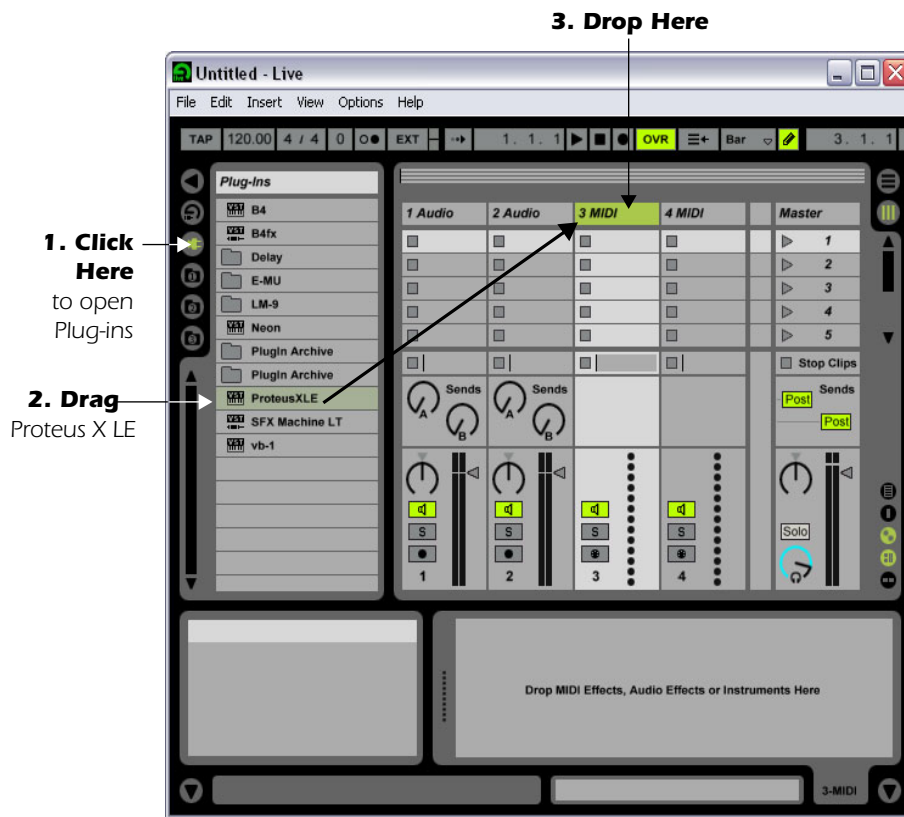 3. Drop Here
Untitled - Live
File Edit Insert View Options Help
TAP 120.00 4 / 4 0 EXT 1. 1. 1 OVR Bar 3. 1. 1
Plug-Ins
B4
B4fx
Delay
E-MU
LM-9
Neon
PlugIn Archive
PlugIn Archive
ProteusXLE
SFX Machine LT
vb-1
1. Click
Here
to open
Plug-ins
2. Drag
Proteus X LE
1 Audio 2 Audio 3 MIDI 4 MIDI Master
1
2
3
4
5
Stop Clips
Sends Sends Sends
A A Post
B B Post
S S S S Solo
1 2 3 4
Drop MIDI Effects, Audio Effects or Instruments Here
3-MIDI